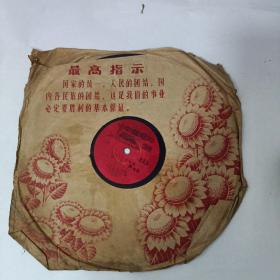 最高指示
国家的统一，人民的团结，国
内各民族的团结，这是我们的事业
必定要胜利的基本保证。